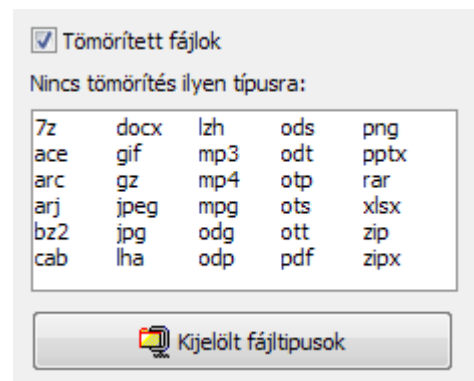 Tömörített fájlok
Nincs tömörítés ilyen típusra:
7z docx lzh ods png
ace gif mp3 odt pptx
arc gz mp4 otp rar
arj jpeg mpg ots xlsx
bz2 jpg odg ott zip
cab lha odp pdf zipx
Kijelölt fájltipusok